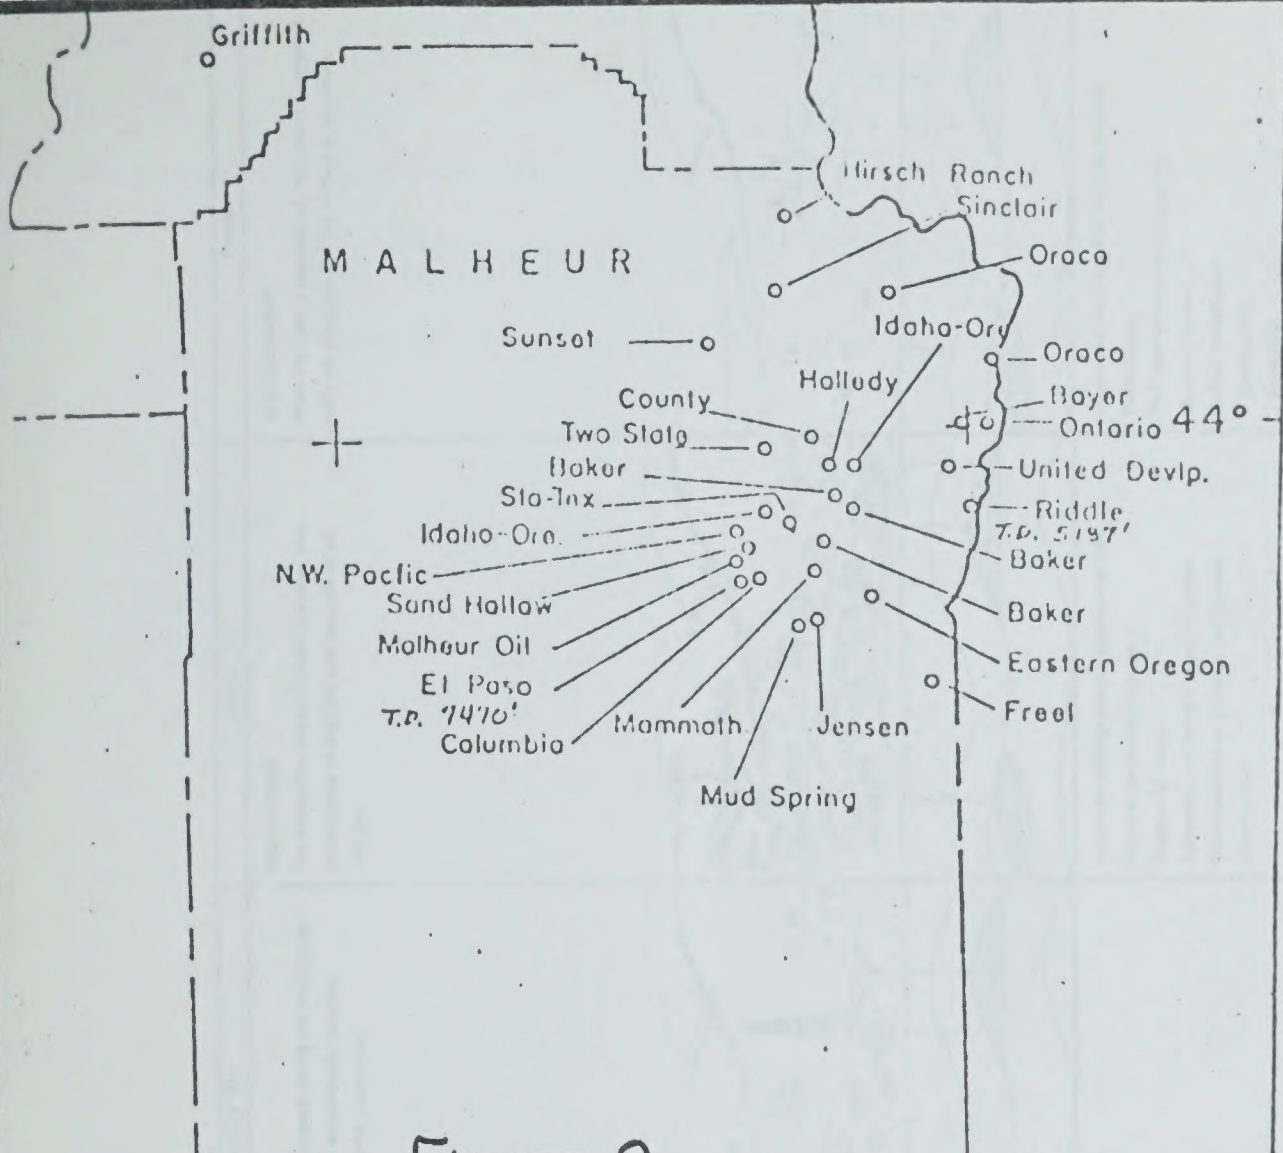 Griffith
Hirsch Ranch
Sinclair
MALHEUR
Oroco
Idaho-Ore
Sunset
Oroco
Hallady
Bayer
County
Ontario 44°
Two State
Baker
United Devlp.
Sta-Tex
Riddle
T.D. 5197'
Idaho-Ore.
Baker
N.W. Pacfic
Sand Hollow
Baker
Malheur Oil
Eastern Oregon
El Paso
T.D. 7470'
Freel
Mammoth
Jensen
Columbia
Mud Spring